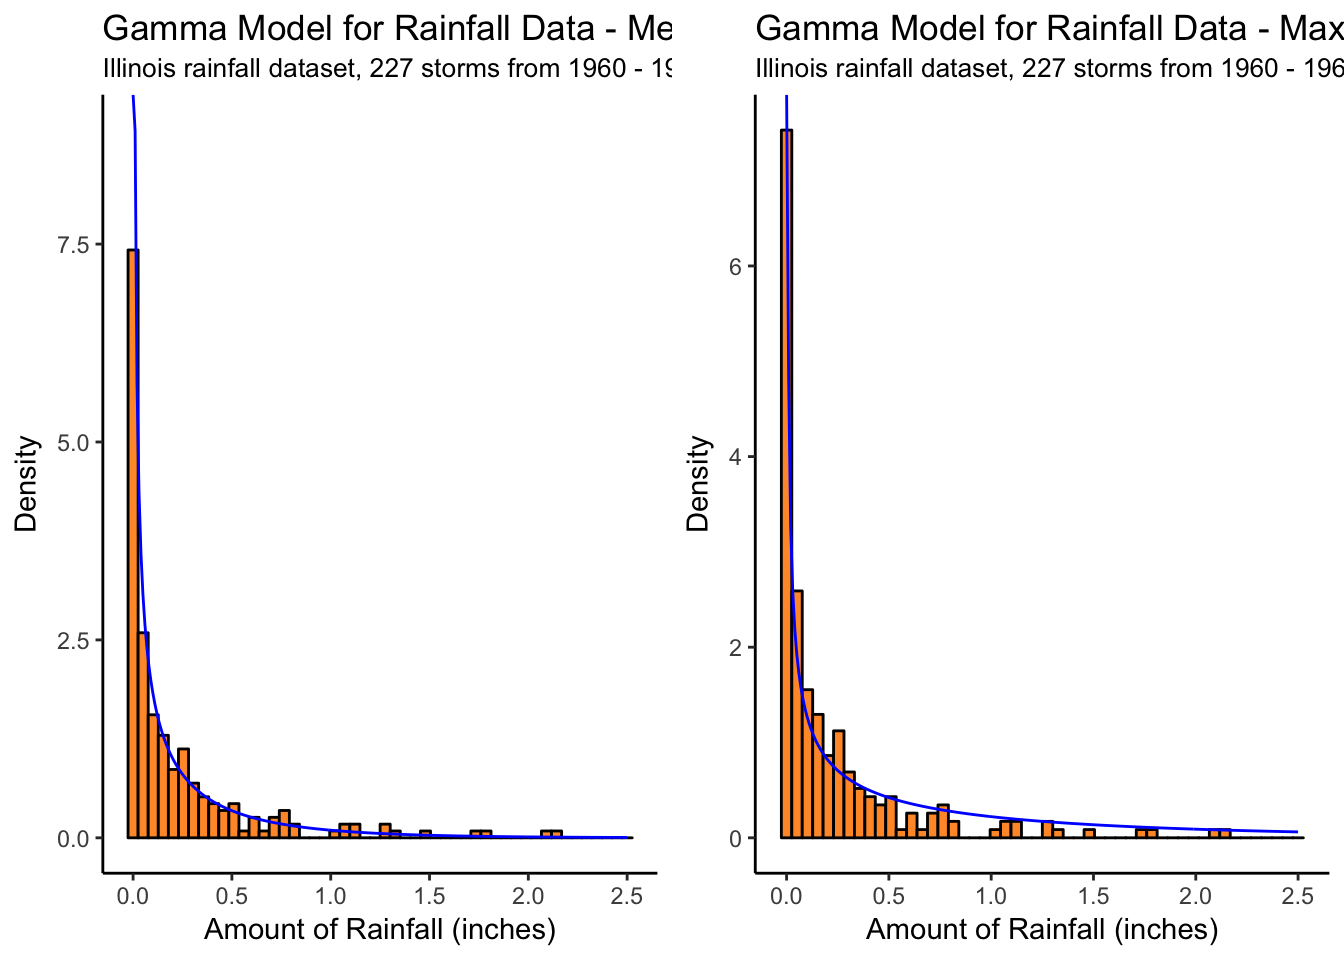 Gamma Model for Rainfall Data - Me
Illinois rainfall dataset, 227 storms from 1960 - 19
7.5
5.0
2.5
0.0
Density
0.0 0.5 1.0 1.5 2.0 2.5
Amount of Rainfall (inches)
Gamma Model for Rainfall Data - Max
Illinois rainfall dataset, 227 storms from 1960 - 196
6
4
2
0
Density
0.0 0.5 1.0 1.5 2.0 2.5
Amount of Rainfall (inches)